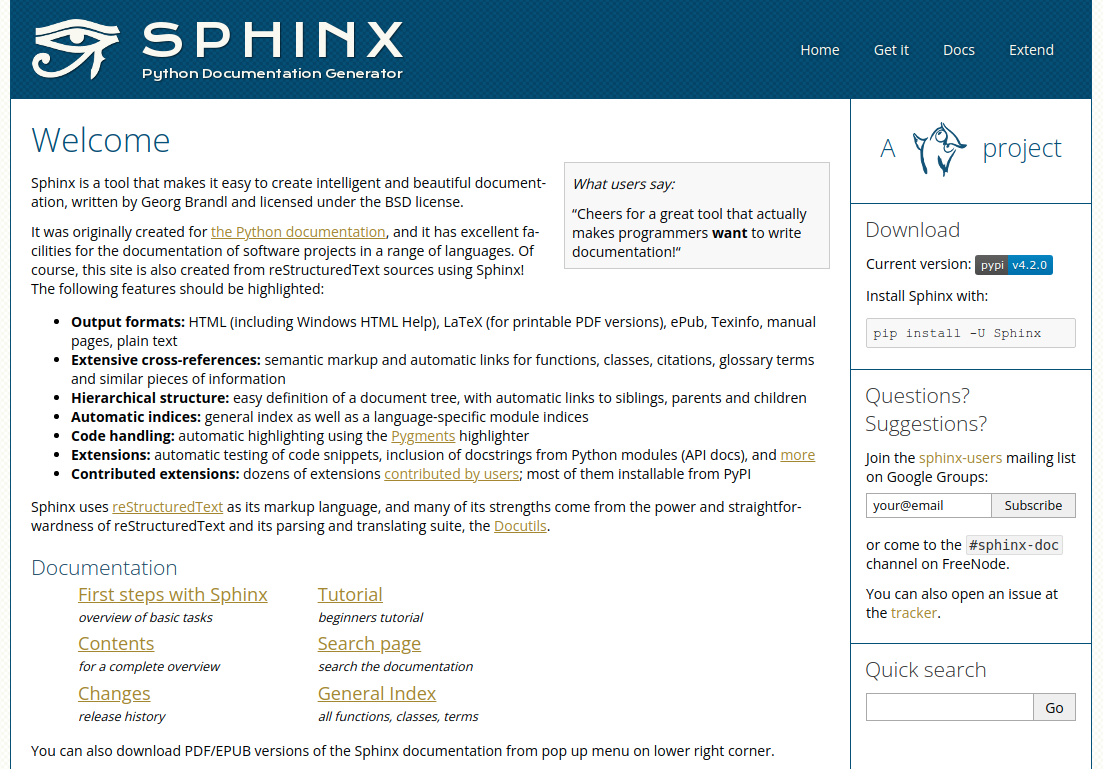 SPHINX
Python Documentation Generator
Home
Get it
Docs
Extend
Welcome
Sphinx is a tool that makes it easy to create intelligent and beautiful document-
ation, written by Georg Brandl and licensed under the BSD license.
What users say:
“Cheers for a great tool that actually
makes programmers want to write
documentation!“
It was originally created for the Python documentation, and it has excellent fa-
cilities for the documentation of software projects in a range of languages. Of
course, this site is also created from reStructuredText sources using Sphinx!
The following features should be highlighted:
Output formats: HTML (including Windows HTML Help), LaTeX (for printable PDF versions), ePub, Texinfo, manual
pages, plain text
Extensive cross-references: semantic markup and automatic links for functions, classes, citations, glossary terms
and similar pieces of information
Hierarchical structure: easy definition of a document tree, with automatic links to siblings, parents and children
Automatic indices: general index as well as a language-specific module indices
Code handling: automatic highlighting using the Pygments highlighter
Extensions: automatic testing of code snippets, inclusion of docstrings from Python modules (API docs), and more
Contributed extensions: dozens of extensions contributed by users; most of them installable from PyPI
Sphinx uses reStructuredText as its markup language, and many of its strengths come from the power and straightfor-
wardness of reStructuredText and its parsing and translating suite, the Docutils.
Documentation
First steps with Sphinx
overview of basic tasks
Tutorial
beginners tutorial
Contents
for a complete overview
Search page
search the documentation
Changes
release history
General Index
all functions, classes, terms
You can also download PDF/EPUB versions of the Sphinx documentation from pop up menu on lower right corner.
A project
Download
Current version: pypi v4.2.0
Install Sphinx with:
pip install -U Sphinx
Questions?
Suggestions?
Join the sphinx-users mailing list
on Google Groups:
your@email
Subscribe
or come to the #sphinx-doc
channel on FreeNode.
You can also open an issue at
the tracker.
Quick search
Go